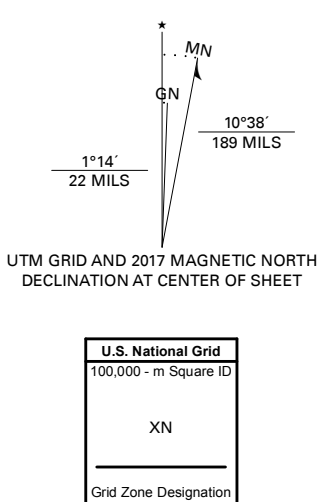 MN
GN
10°38´
189 MILS
1°14´
22 MILS
UTM GRID AND 2017 MAGNETIC NORTH
DECLINATION AT CENTER OF SHEET
U.S. National Grid
100,000 - m Square ID
XN
Grid Zone Designation